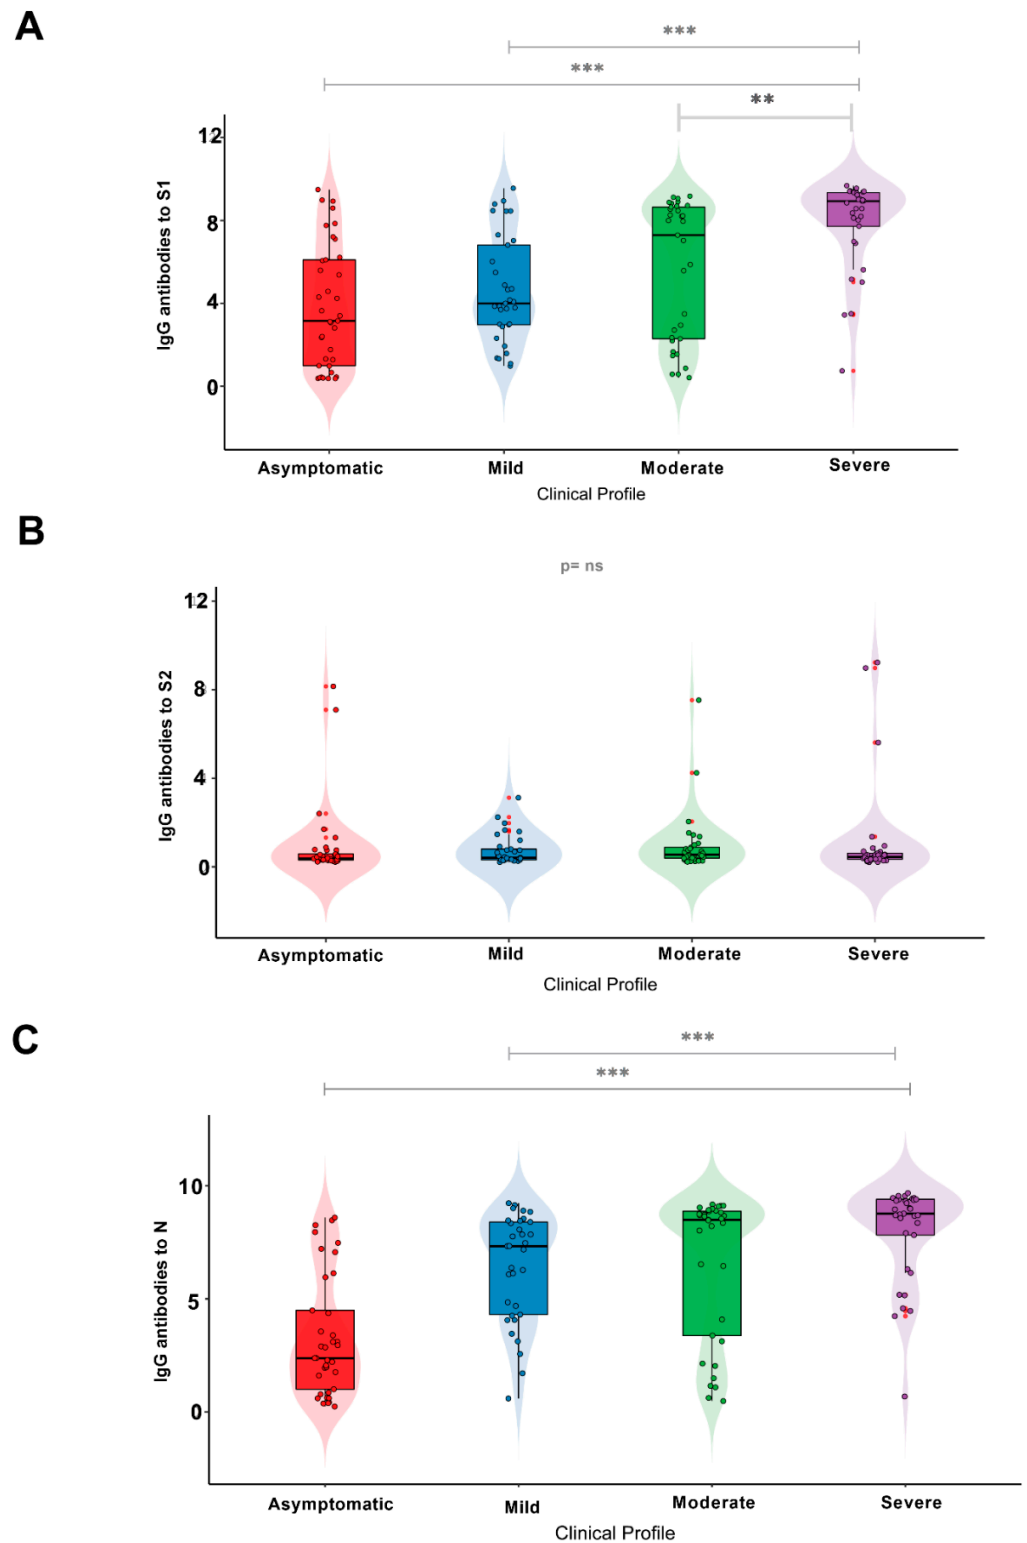 A
***
***
**
12
8
4
0
IgG antibodies to S1
Asymptomatic
Mild
Moderate
Severe
Clinical Profile
B
p= ns
12
8
4
0
IgG antibodies to S2
Asymptomatic
Mild
Moderate
Severe
Clinical Profile
C
***
***
10
5
0
IgG antibodies to N
Asymptomatic
Mild
Moderate
Severe
Clinical Profile